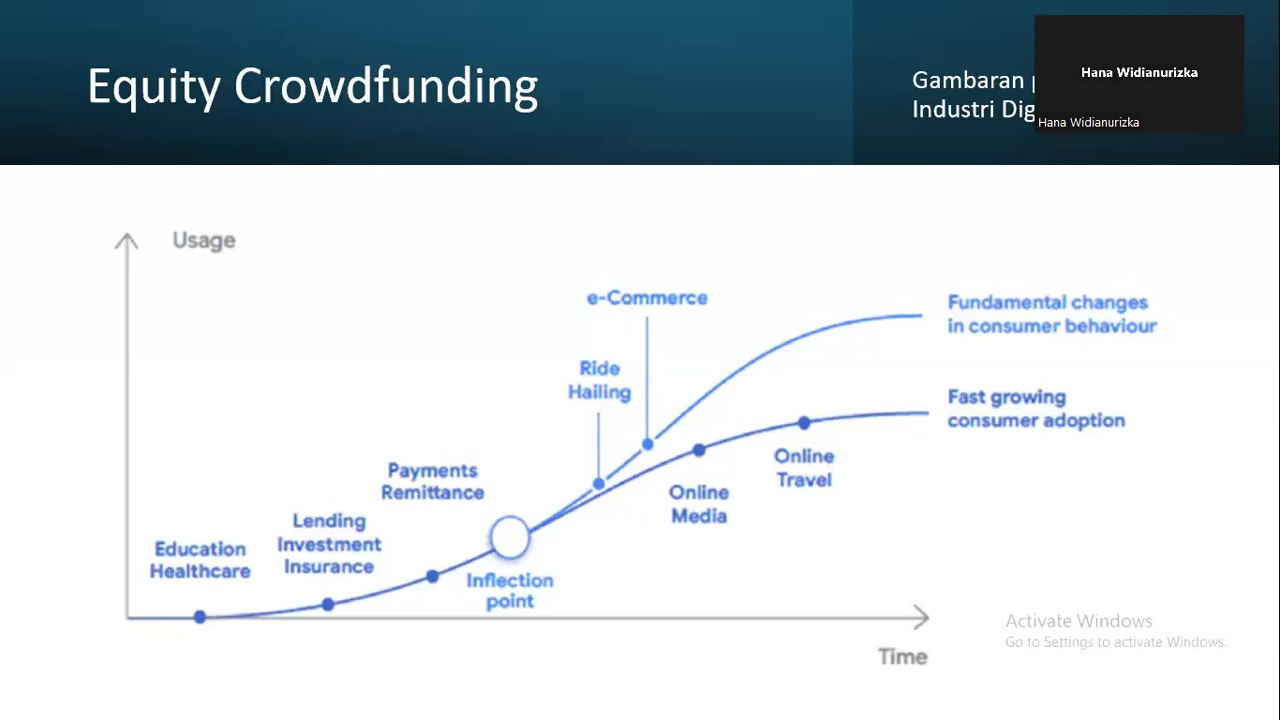 Equity Crowdfunding
Gambaran
Industri
Hana Widianurizka
Hana Widianurizka
Usage
e-Commerce
Fundamental changes
in consumer behaviour
Ride
Hailing
Fast growing
consumer adoption
Payments
Remittance
Online
Travel
Online
Media
Lending
Investment
Insurance
Education
Healthcare
Inflection
point
Time
Activate Windows
Go to Settings to activate Windows.